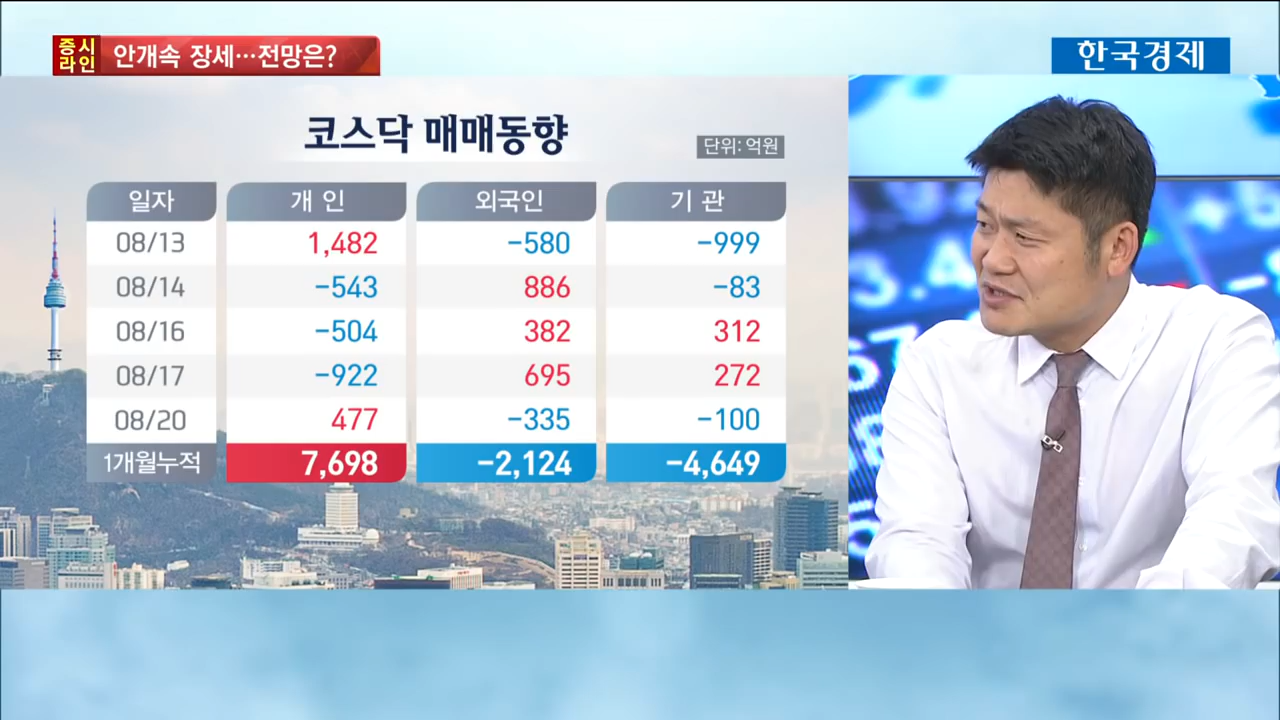 증시
라인
안개속 장세…전망은?
한국경제
코스닥 매매동향
단위: 억원
일자 개 인 외국인 기 관
08/13 1,482 -580 -999
08/14 -543 886 -83
08/16 -504 382 312
08/17 -922 695 272
08/20 477 -335 -100
1개월누적 7,698 -2,124 -4,649